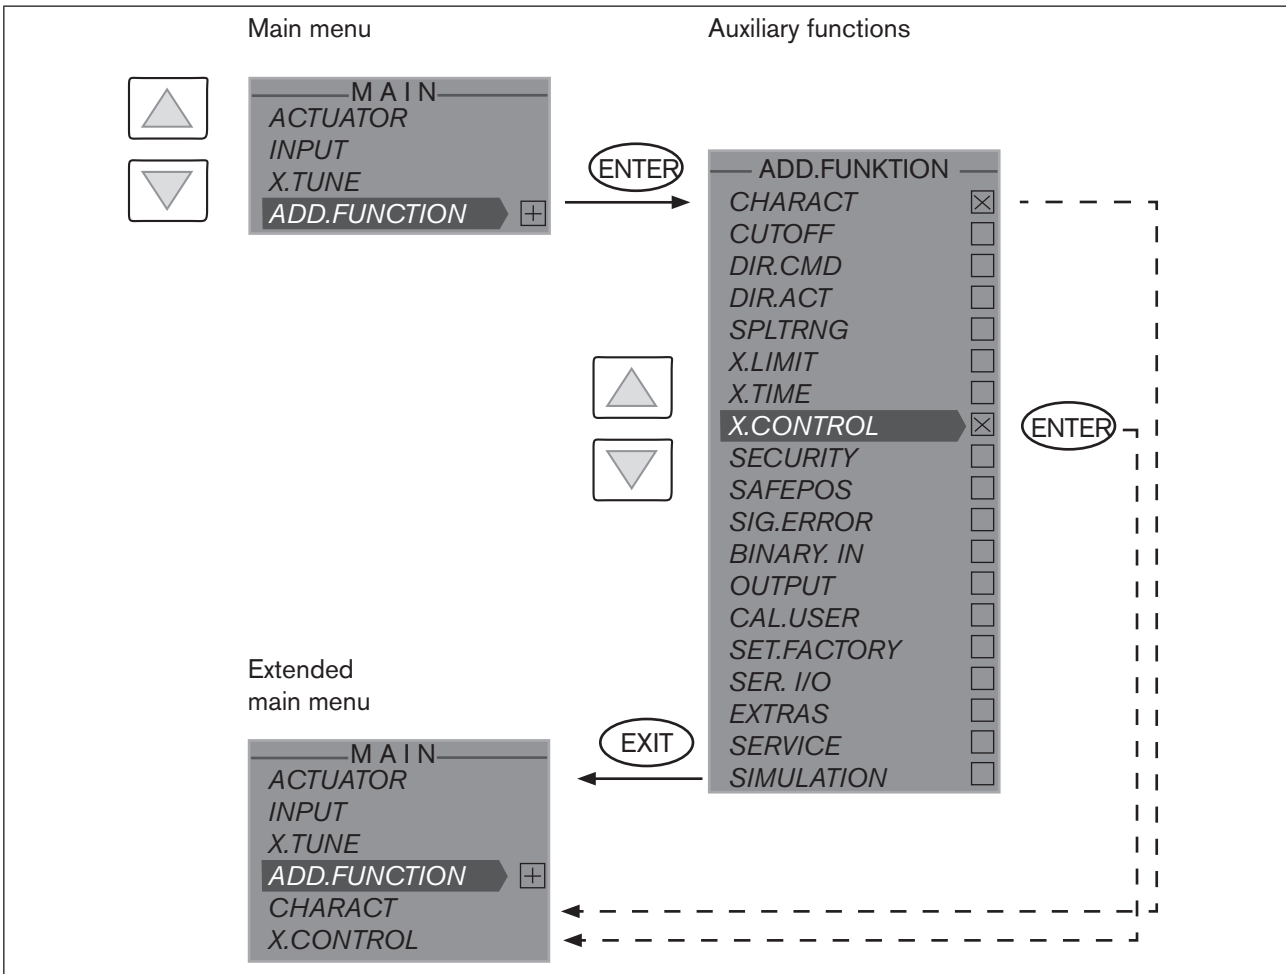 Main menu
Auxiliary functions
MAIN
ACTUATOR
INPUT
X.TUNE
ADD.FUNCTION
ENTER
ADD.FUNKTION
CHARACT
CUTOFF
DIR.CMD
DIR.ACT
SPLTRNG
X.LIMIT
X.TIME
X.CONTROL
ENTER
SECURITY
SAFEPOS
SIG.ERROR
BINARY. IN
OUTPUT
CAL.USER
SET.FACTORY
SER. I/O
EXTRAS
SERVICE
SIMULATION
EXIT
Extended
main menu
MAIN
ACTUATOR
INPUT
X.TUNE
ADD.FUNCTION
CHARACT
X.CONTROL